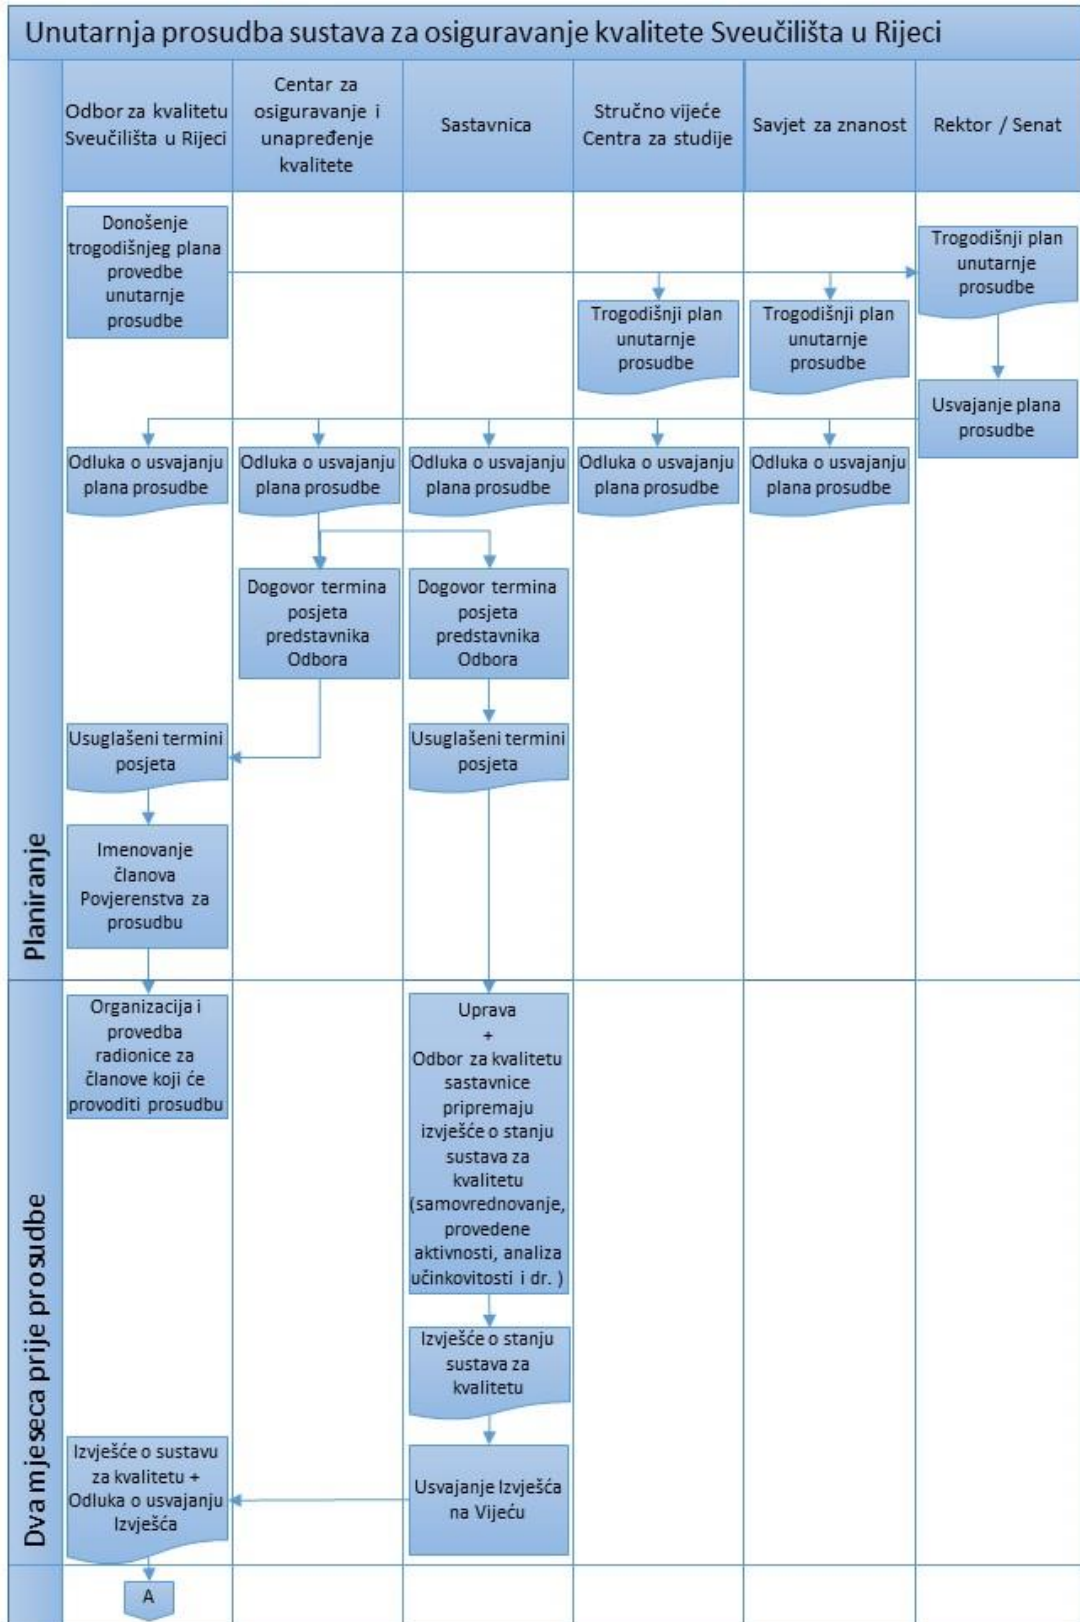 Unutarnja prosudba sustava za osiguravanje kvalitete Sveučilišta u Rijeci
Odbor za kvalitetu
Sveučilišta u Rijeci
Centar za
osiguravanje i
unapređenje
kvalitete
Sastavnica
Stručno vijeće
Centra za studije
Savjet za znanost
Rektor / Senat
Planiranje
Donošenje
trogodišnjeg plana
provedbe
unutarnje
prosudbe
Trogodišnji plan
unutarnje
prosudbe
Trogodišnji plan
unutarnje
prosudbe
Trogodišnji plan
unutarnje
prosudbe
Usvajanje plana
prosudbe
Odluka o usvajanju
plana prosudbe
Odluka o usvajanju
plana prosudbe
Odluka o usvajanju
plana prosudbe
Odluka o usvajanju
plana prosudbe
Odluka o usvajanju
plana prosudbe
Dogovor termina
posjeta
predstavnika
Odbora
Dogovor termina
posjeta
predstavnika
Odbora
Usuglašeni termini
posjeta
Usuglašeni termini
posjeta
Imenovanje
članova
Povjerenstva za
prosudbu
Dva mjeseca prije prosudbe
Organizacija i
provedba
radionice za
članove koji će
provoditi prosudbu
Uprava
+
Odbor za kvalitetu
sastavnice
pripremaju
izvješće o stanju
sustava za
kvalitetu
(samovrednovanje,
provedene
aktivnosti, analiza
učinkovitosti i dr. )
Izvješće o stanju
sustava za
kvalitetu
Izvješće o sustavu
za kvalitetu +
Odluka o usvajanju
Izvješća
Usvajanje Izvješća
na Vijeću
A